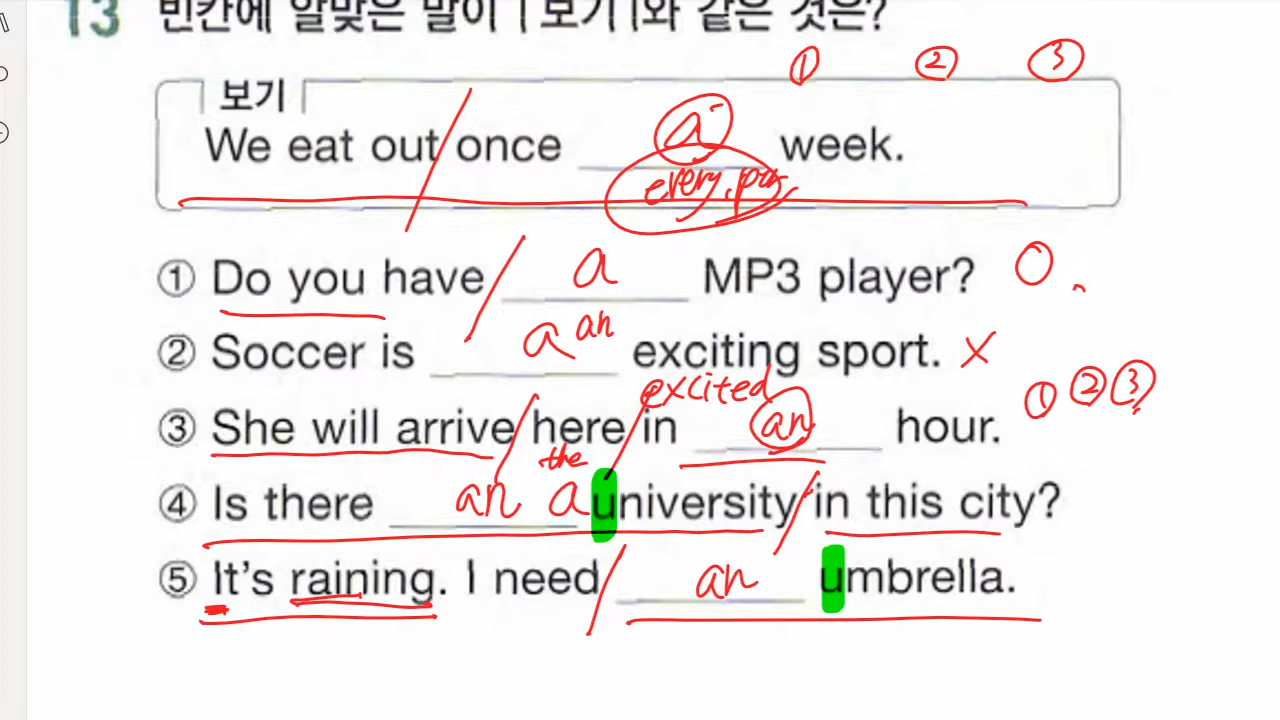 13 빈칸에 알맞은 말이 |보기|와 같은 것은?
① ② ③
보기
We eat out once a week.
every, per
① Do you have a MP3 player? O
② Soccer is a an exciting sport. X
excited
① ② ③
③ She will arrive here in an hour.
the
④ Is there an a university in this city?
⑤ It's raining. I need an umbrella.